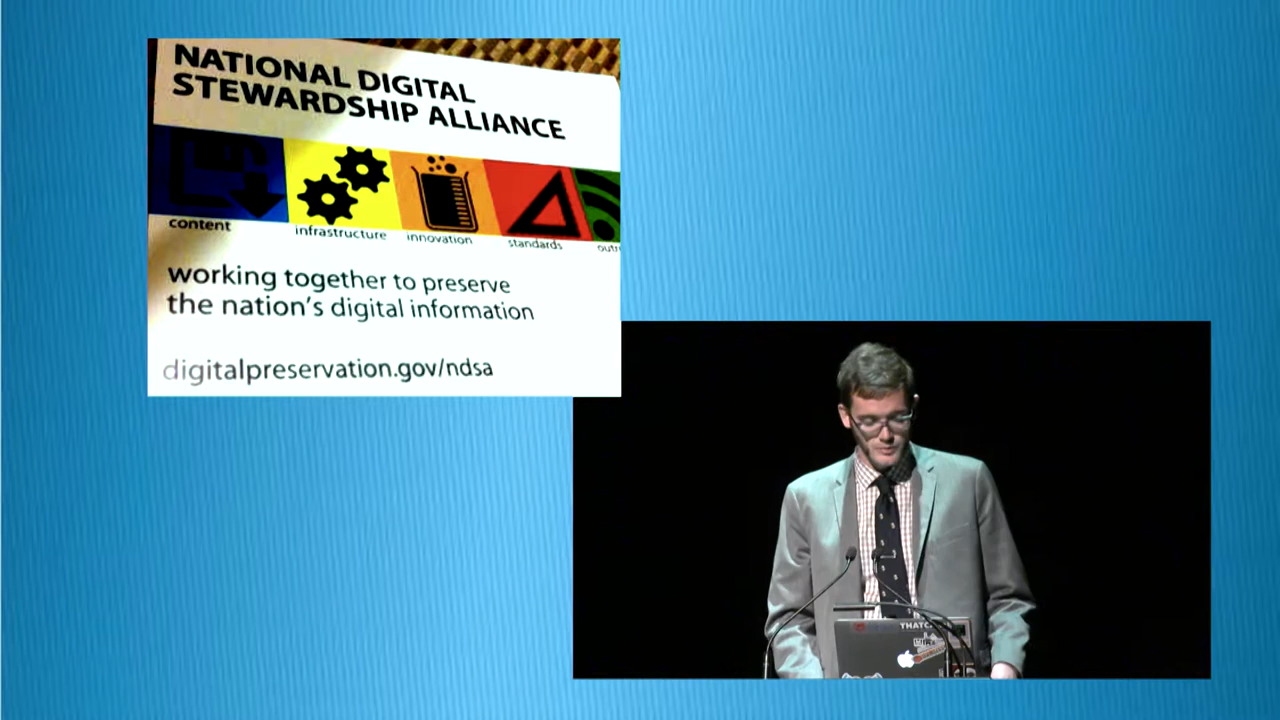 NATIONAL DIGITAL
STEWARDSHIP ALLIANCE
content
infrastructure
innovation
standards
working together to preserve
the nation's digital information
digitalpreservation.gov/ndsa